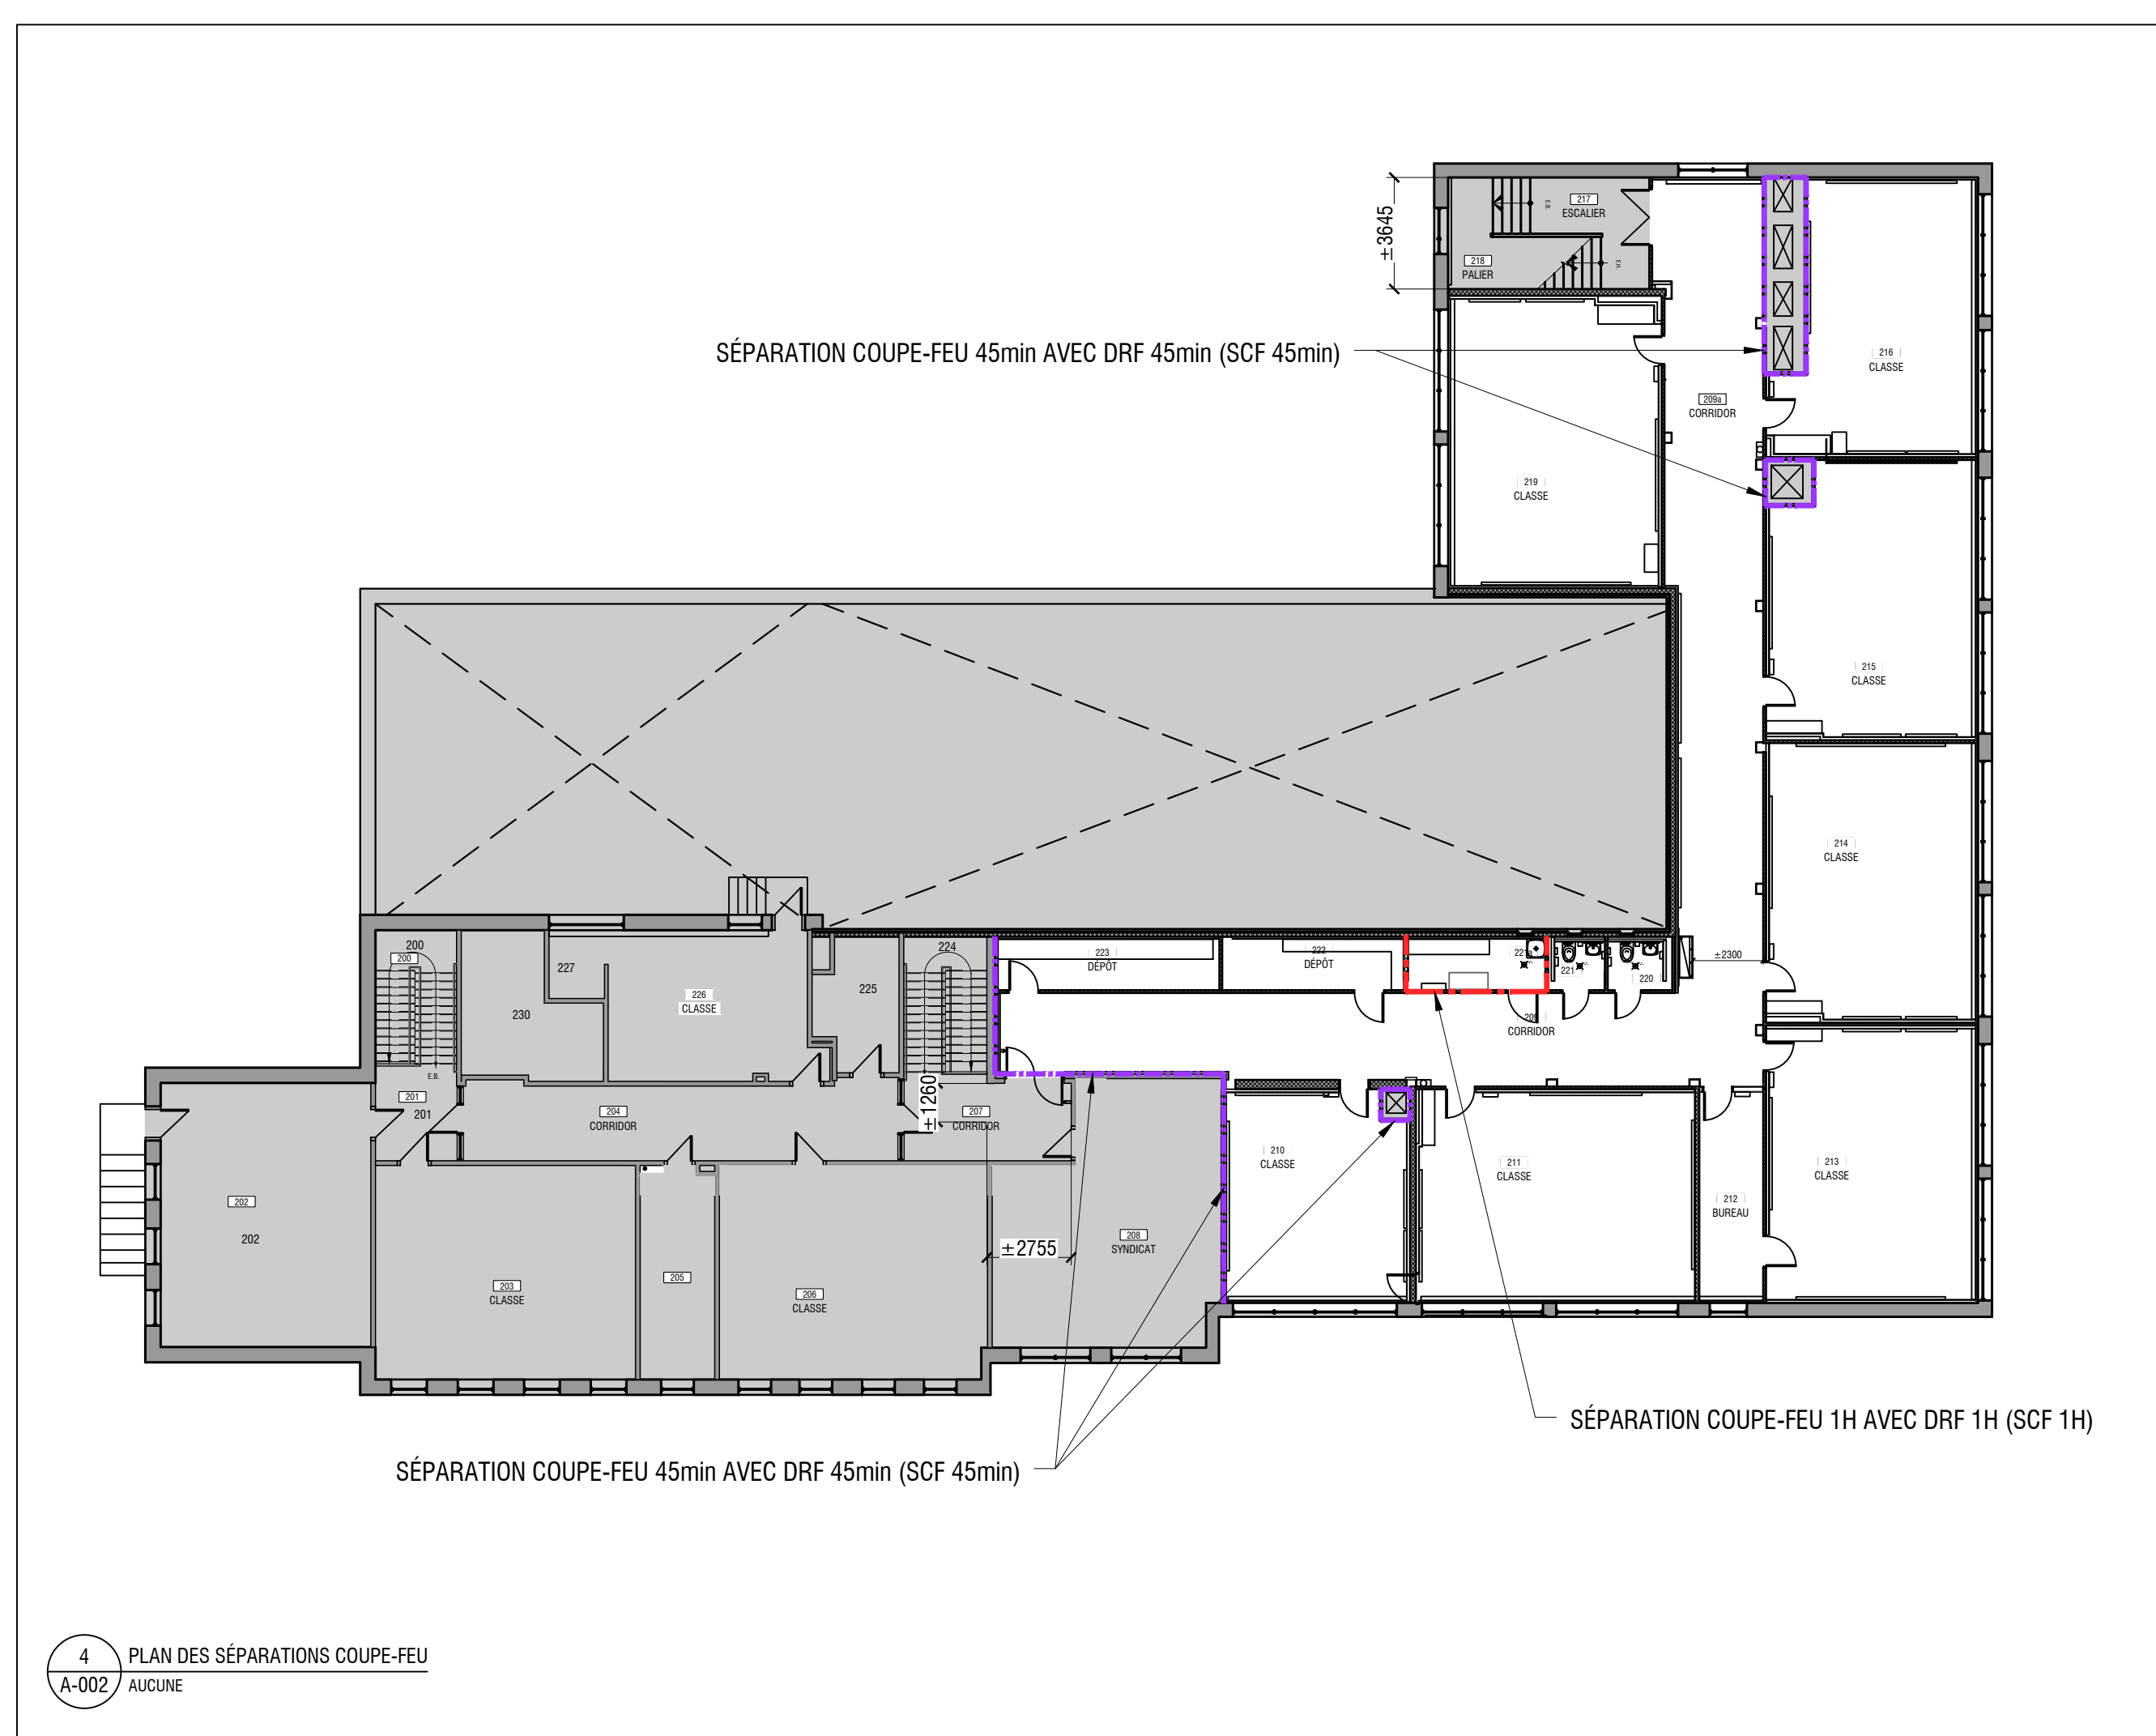 217
ESCALIER
E.B.
±3645
218
PALIER
E.H.
SÉPARATION COUPE-FEU 45min AVEC DRF 45min (SCF 45min)
216
CLASSE
209a
CORRIDOR
219
CLASSE
215
CLASSE
214
CLASSE
200
200
227
226
CLASSE
225
224
223
DÉPÔT
222
DÉPÔT
221
220
±2300
230
209
CORRIDOR
E.B.
201
201
204
CORRIDOR
±1260
207
CORRIDOR
210
CLASSE
211
CLASSE
213
CLASSE
212
BUREAU
202
202
208
SYNDICAT
±2755
203
CLASSE
205
206
CLASSE
SÉPARATION COUPE-FEU 1H AVEC DRF 1H (SCF 1H)
SÉPARATION COUPE-FEU 45min AVEC DRF 45min (SCF 45min)
4
A-002
PLAN DES SÉPARATIONS COUPE-FEU
AUCUNE